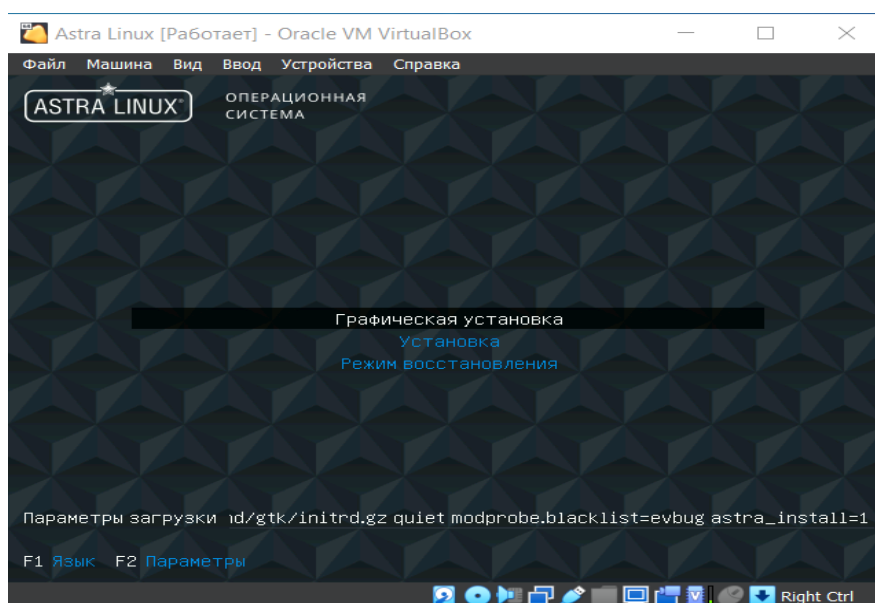 Astra Linux [Работает] - Oracle VM VirtualBox
Файл Машина Вид Ввод Устройства Справка
ASTRA LINUX®
ОПЕРАЦИОННАЯ
СИСТЕМА
Графическая установка
Установка
Режим восстановления
Параметры загрузки nd/gtk/initrd.gz quiet modprobe.blacklist=evbug astra_install=1
F1 Язык F2 Параметры
Right Ctrl